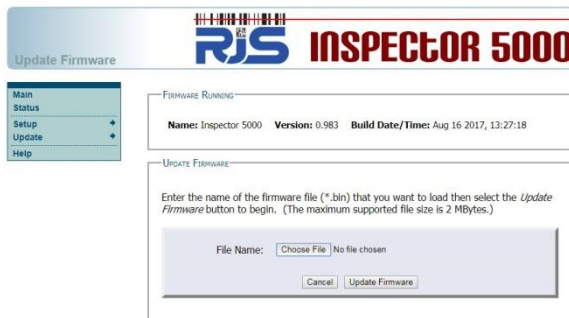 Update Firmware
RJS INSPECTOR 5000
Main
Status
Setup
Update
Help
Firmware Running
Name: Inspector 5000 Version: 0.983 Build Date/Time: Aug 16 2017, 13:27:18
Update Firmware
Enter the name of the firmware file (*.bin) that you want to load then select the Update
Firmware button to begin. (The maximum supported file size is 2 MBytes.)
File Name: Choose File No file chosen
Cancel Update Firmware